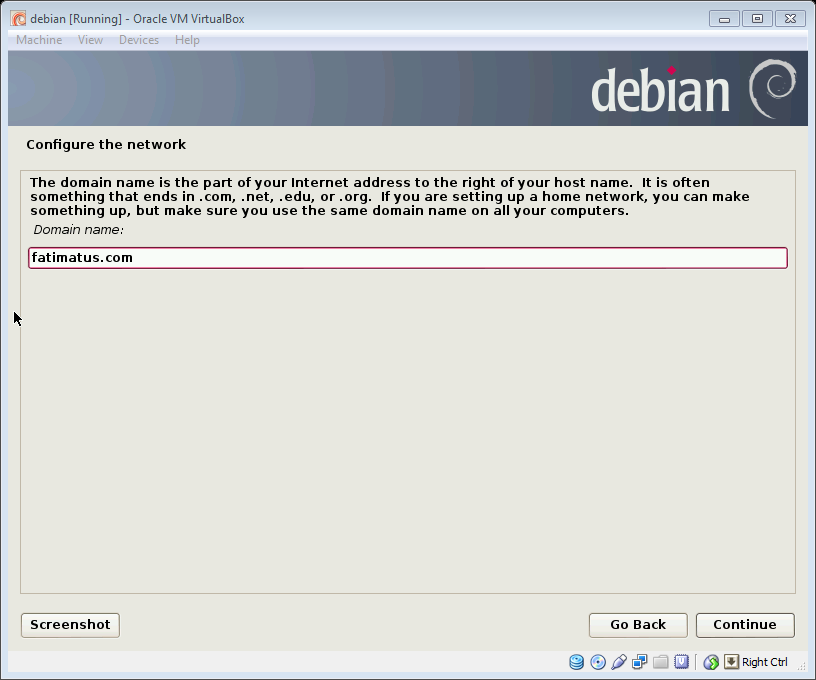 debian [Running] - Oracle VM VirtualBox
Machine View Devices Help
debian
Configure the network
The domain name is the part of your Internet address to the right of your host name.  It is often
something that ends in .com, .net, .edu, or .org.  If you are setting up a home network, you can make
something up, but make sure you use the same domain name on all your computers.
Domain name:
fatimatus.com
Screenshot Go Back Continue
Right Ctrl